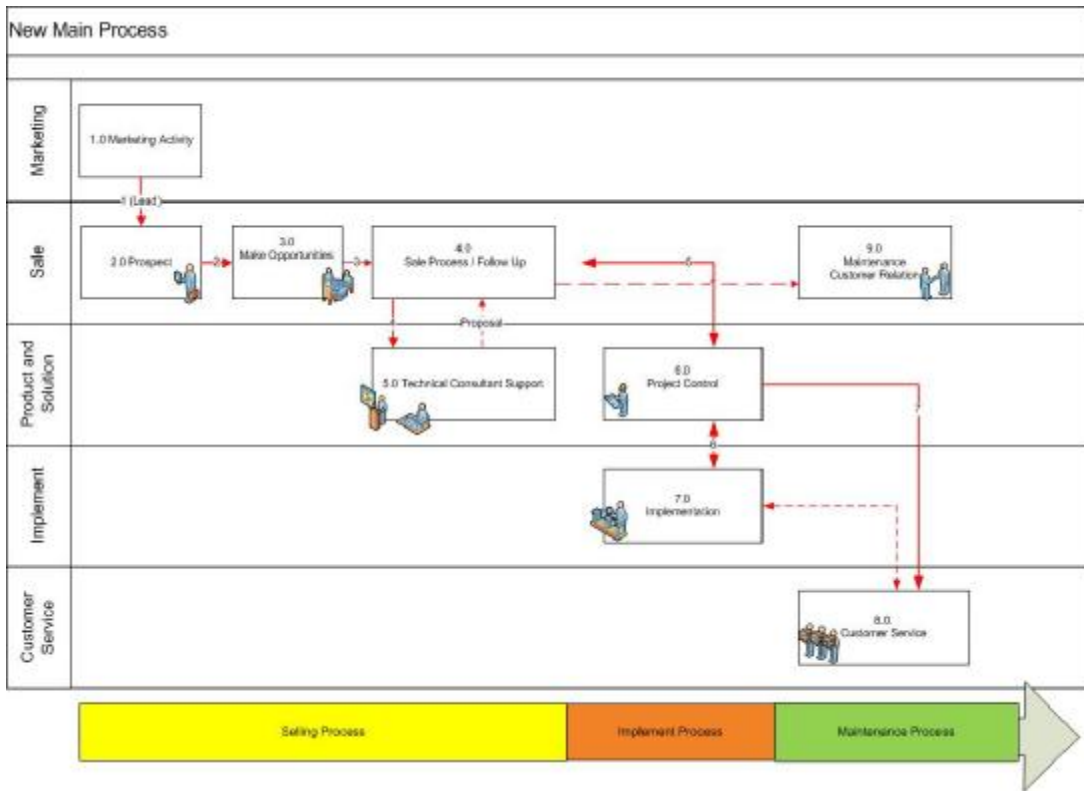 New Main Process
Marketing
1.0 Marketing Activity
1 (Lead)
Sale
2.0 Prospect
2
3.0
Make Opportunities
3
4.0
Sale Process / Follow Up
5
9.0
Maintenance
Customer Relation
Proposal
Product and
Solution
5.0 Technical Consultant Support
6.0
Project Control
6
Implement
7.0
Implementation
Customer
Service
8.0
Customer Service
Selling Process
Implement Process
Maintenance Process